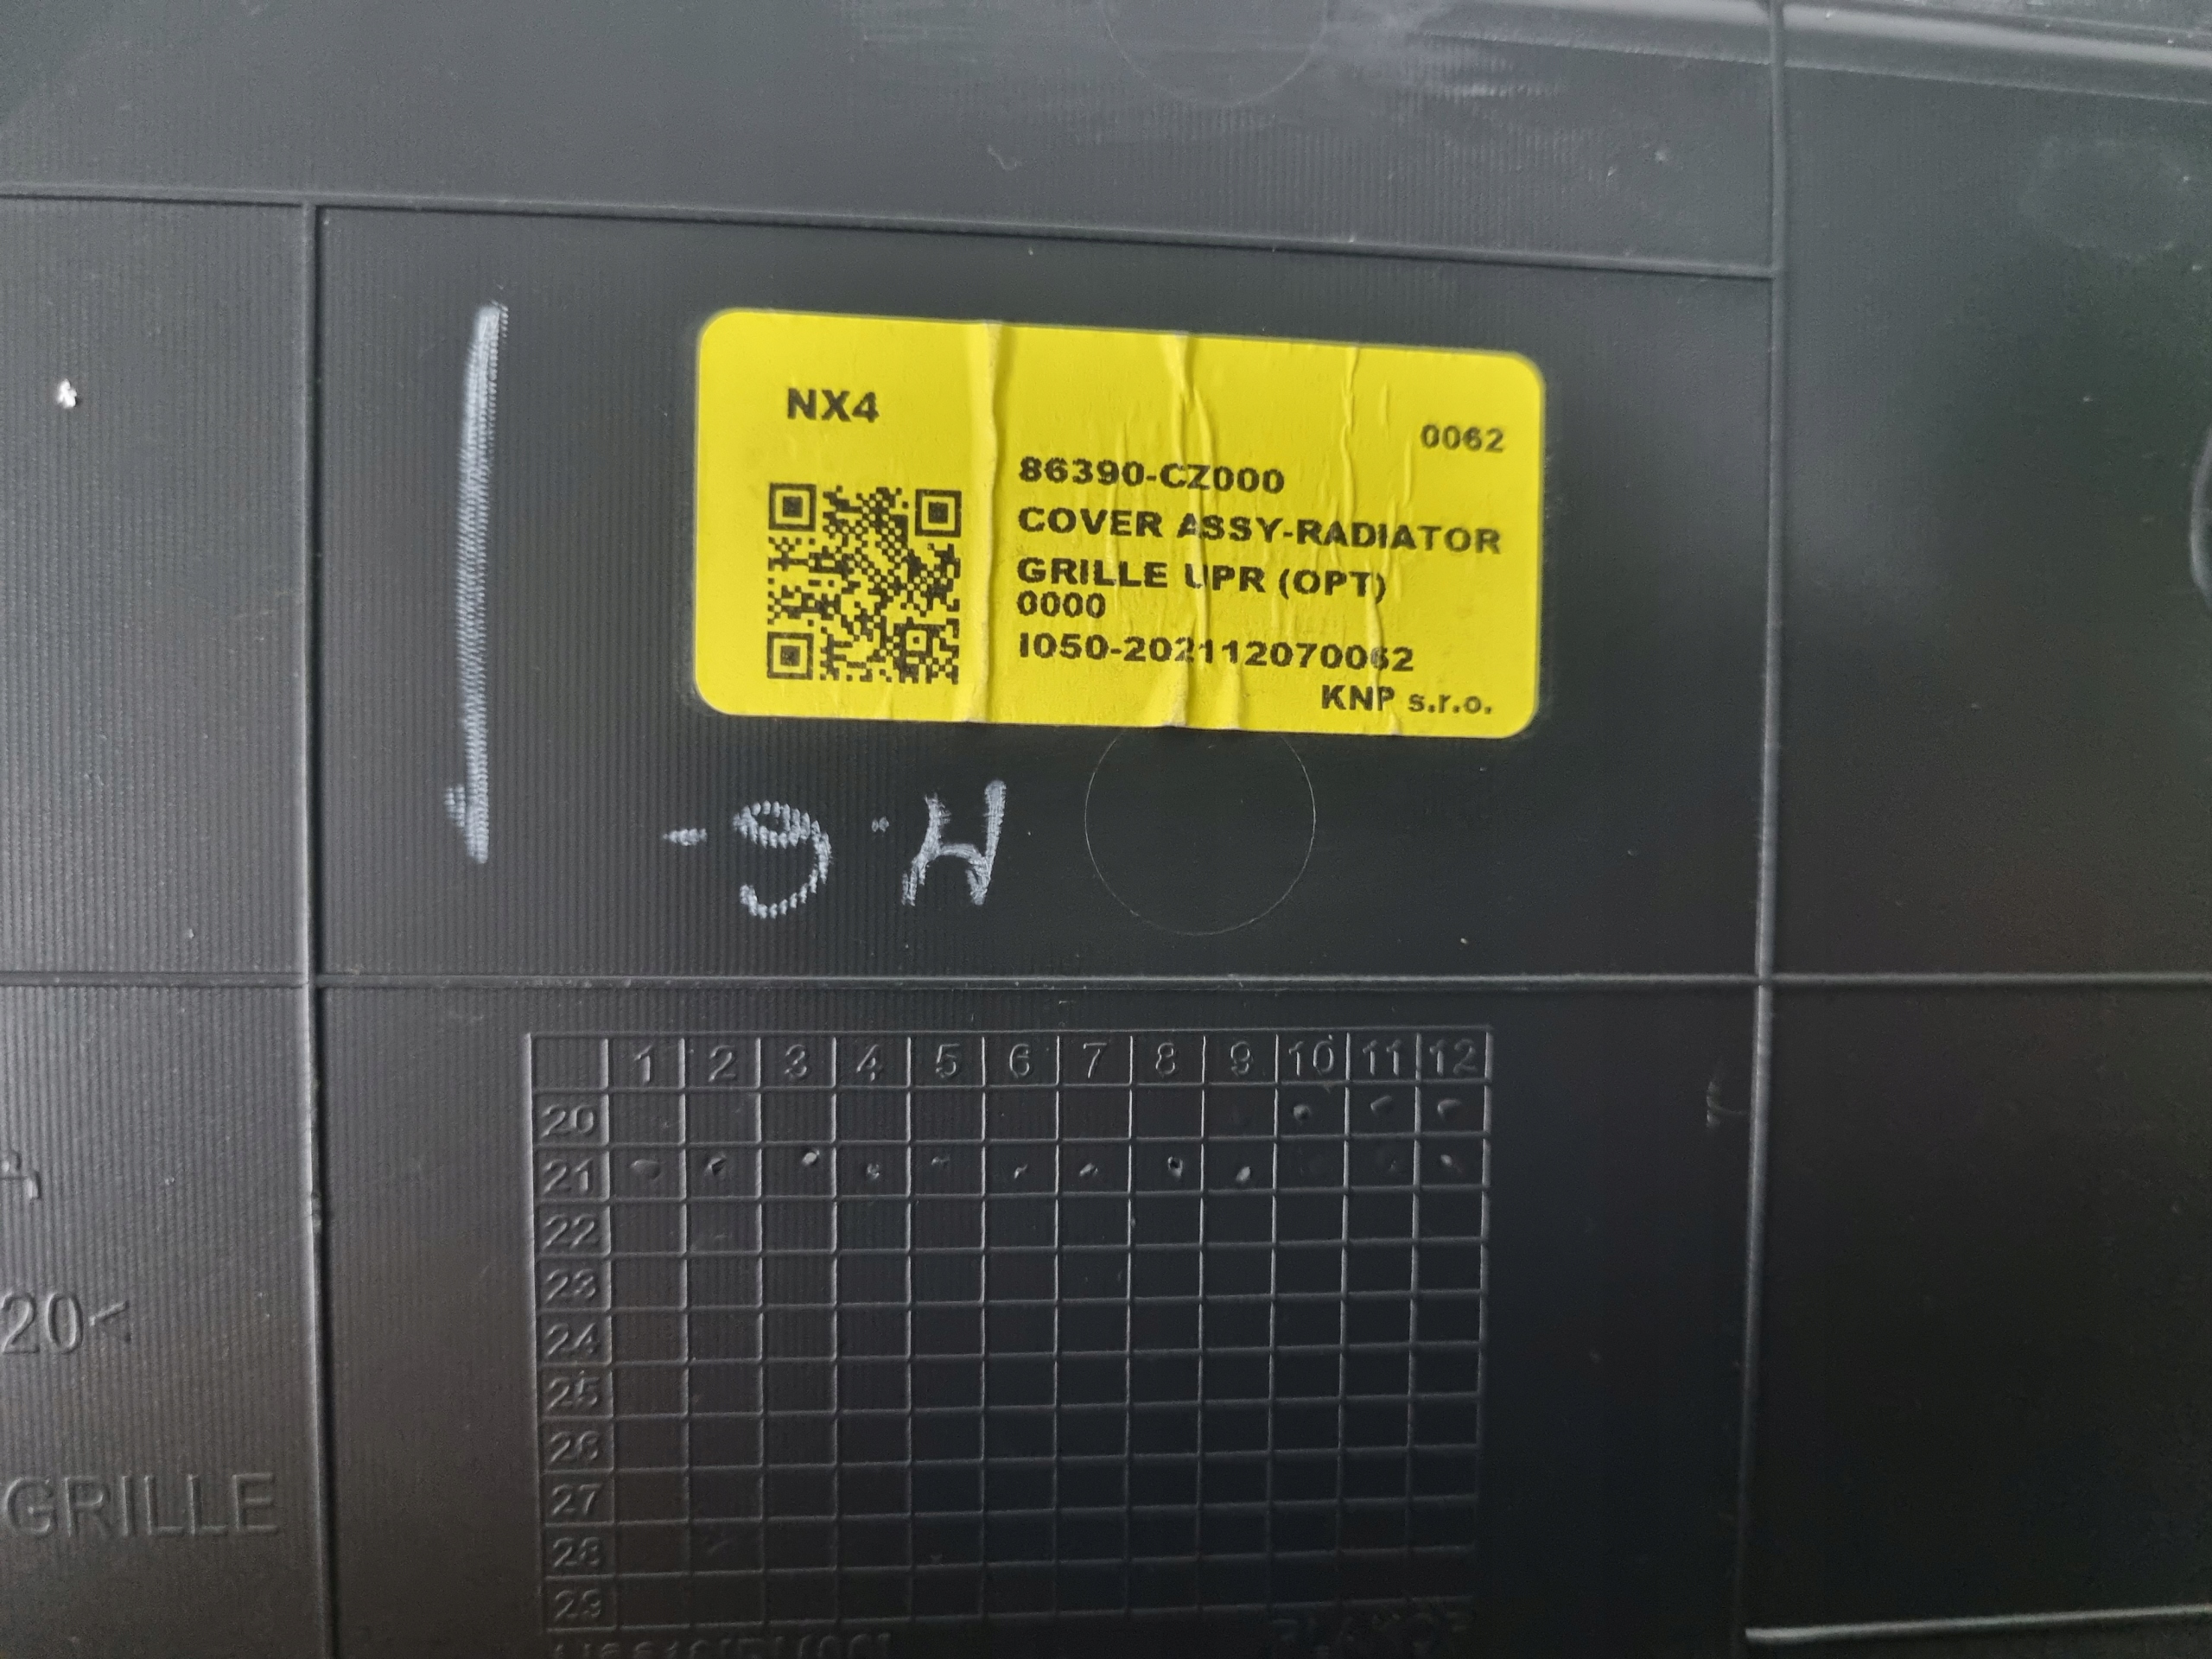 NX4
0062
86390-CZ000
COVER ASSY-RADIATOR
GRILLE UPR (OPT)
0000
I050-202112070062
KNP s.r.o.
1 2 3 4 5 6 7 8 9 10 11 12
20
21
22
23
24
25
26
27
28
29
20<
GRILLE